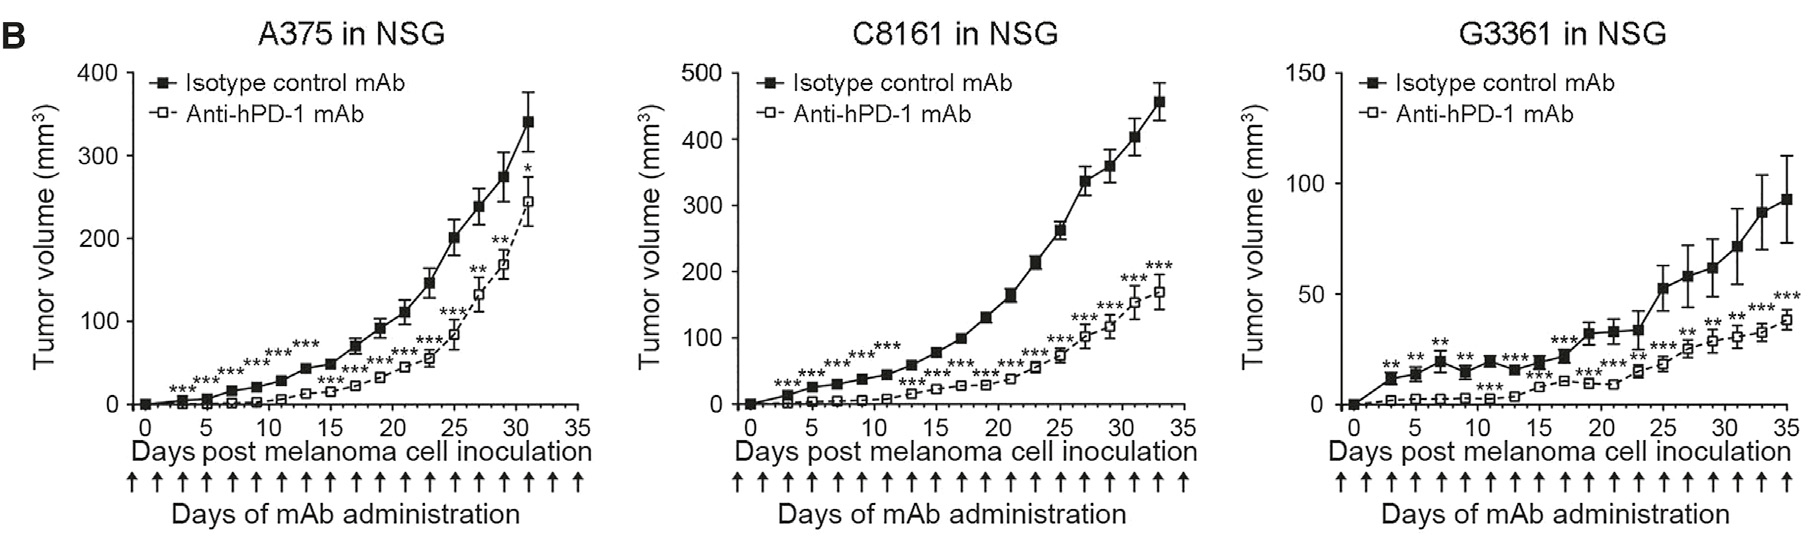 B
A375 in NSG
Isotype control mAb
Anti-hPD-1 mAb
Tumor volume (mm³)
400
300
200
100
0
*** *** *** *** *** *** *** *** *** *** *** *** ** ** *
0 5 10 15 20 25 30 35
Days post melanoma cell inoculation
Days of mAb administration
C8161 in NSG
Isotype control mAb
Anti-hPD-1 mAb
Tumor volume (mm³)
500
400
300
200
100
0
*** *** *** *** *** *** *** *** *** *** *** *** *** *** *** ***
0 5 10 15 20 25 30 35
Days post melanoma cell inoculation
Days of mAb administration
G3361 in NSG
Isotype control mAb
Anti-hPD-1 mAb
Tumor volume (mm³)
150
100
50
0
** ** ** ** *** *** *** *** *** *** ** *** ** ** ** *** ***
0 5 10 15 20 25 30 35
Days post melanoma cell inoculation
Days of mAb administration